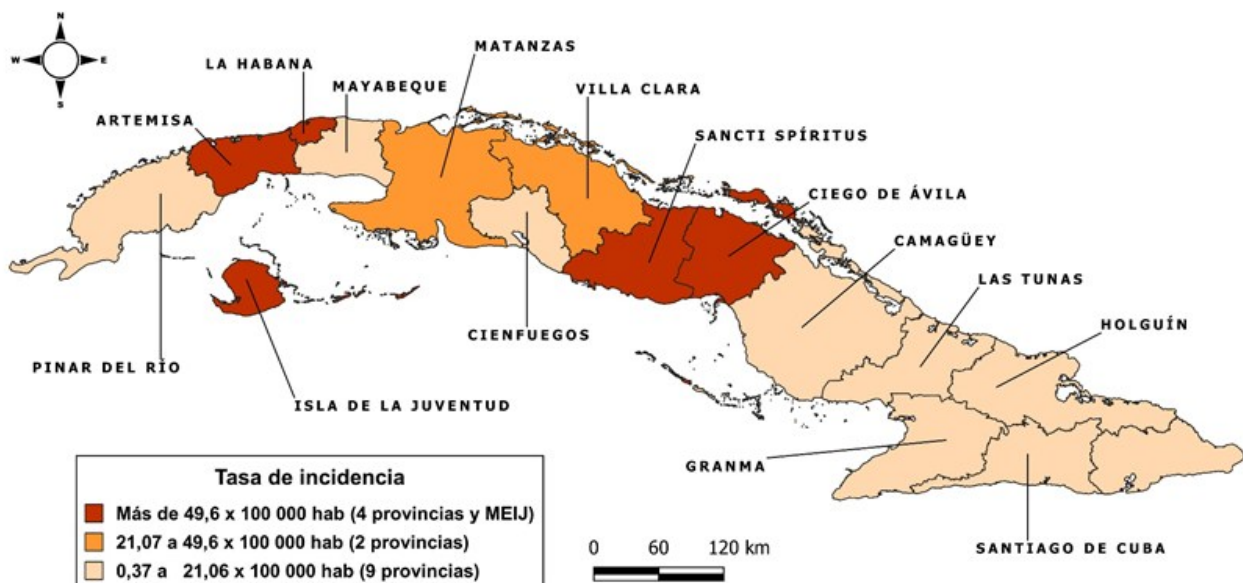 N
W E
S
MATANZAS
LA HABANA
MAYABEQUE
VILLA CLARA
ARTEMISA
SANCTI SPÍRITUS
CIEGO DE ÁVILA
CAMAGÜEY
LAS TUNAS
HOLGUÍN
CIENFUEGOS
PINAR DEL RÍO
ISLA DE LA JUVENTUD
GRANMA
SANTIAGO DE CUBA
Tasa de incidencia
Más de 49,6 x 100 000 hab (4 provincias y MEIJ)
21,07 a 49,6 x 100 000 hab (2 provincias)
0,37 a 21,06 x 100 000 hab (9 provincias)
0 60 120 km